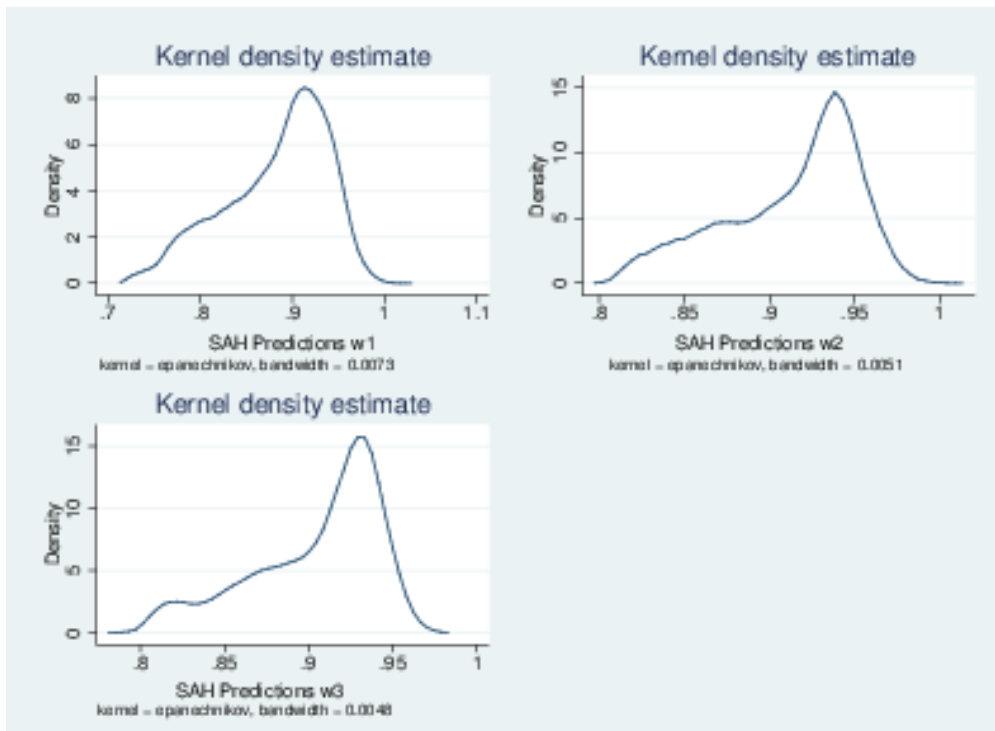 Kernel density estimate
Density
0 2 4 6 8
.7 .8 .9 1 1.1
SAH Predictions w1
kernel = epanechnikov, bandwidth = 0.0073
Kernel density estimate
Density
0 5 10 15
.8 .85 .9 .95 1
SAH Predictions w2
kernel = epanechnikov, bandwidth = 0.0051
Kernel density estimate
Density
0 5 10 15
.8 .85 .9 .95 1
SAH Predictions w3
kernel = epanechnikov, bandwidth = 0.0048